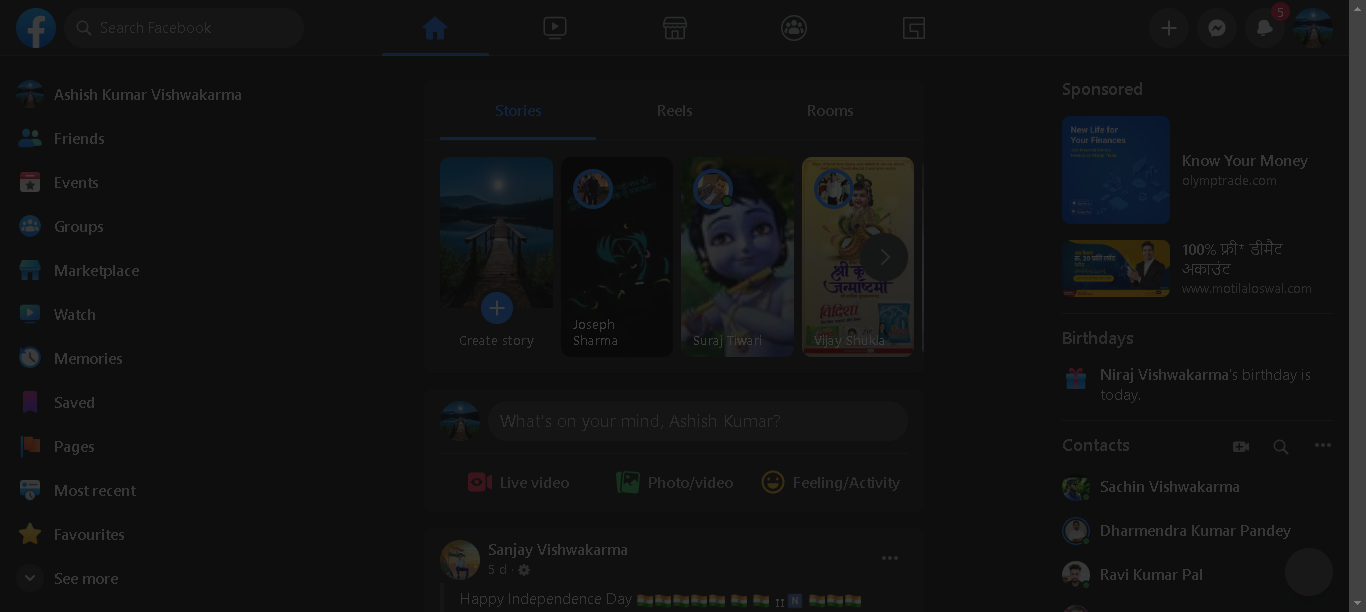 Search Facebook
5
Ashish Kumar Vishwakarma
Friends
Events
Groups
Marketplace
Watch
Memories
Saved
Pages
Most recent
Favourites
See more
Stories
Reels
Rooms
Create story
Joseph
Sharma
Suraj Tiwari
श्री कृ
जन्माष्टमी
विदिशा
Vijay Shukla
What's on your mind, Ashish Kumar?
Live video
Photo/video
Feeling/Activity
Sanjay Vishwakarma
5 d ·
Happy Independence Day
Sponsored
New Life for
Your Finances
Know Your Money
olymptrade.com
100% फ्री* डीमैट
अकाउंट
www.motilaloswal.com
Birthdays
Niraj Vishwakarma's birthday is
today.
Contacts
Sachin Vishwakarma
Dharmendra Kumar Pandey
Ravi Kumar Pal